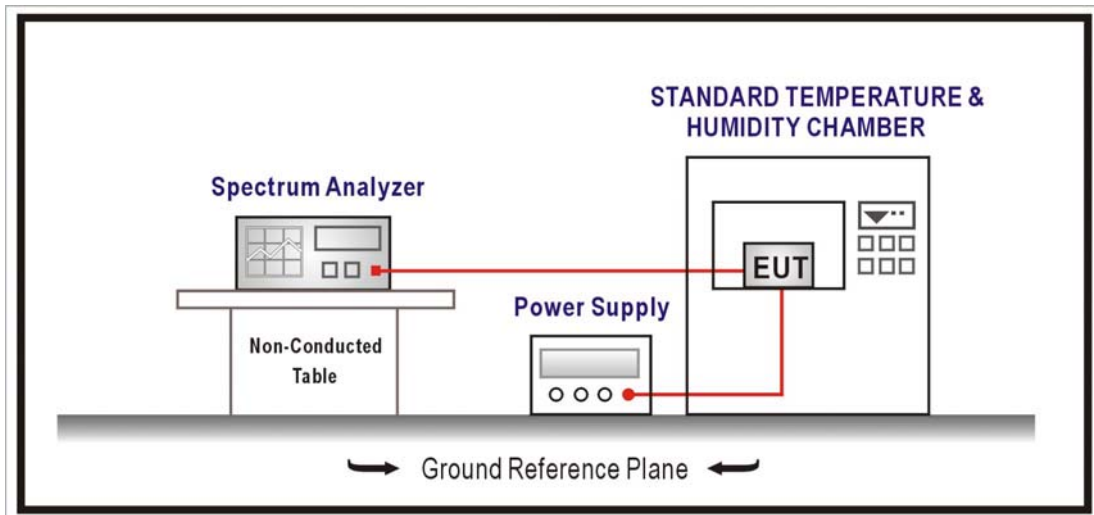 STANDARD TEMPERATURE &
HUMIDITY CHAMBER
Spectrum Analyzer
EUT
Power Supply
Non-Conducted
Table
Ground Reference Plane